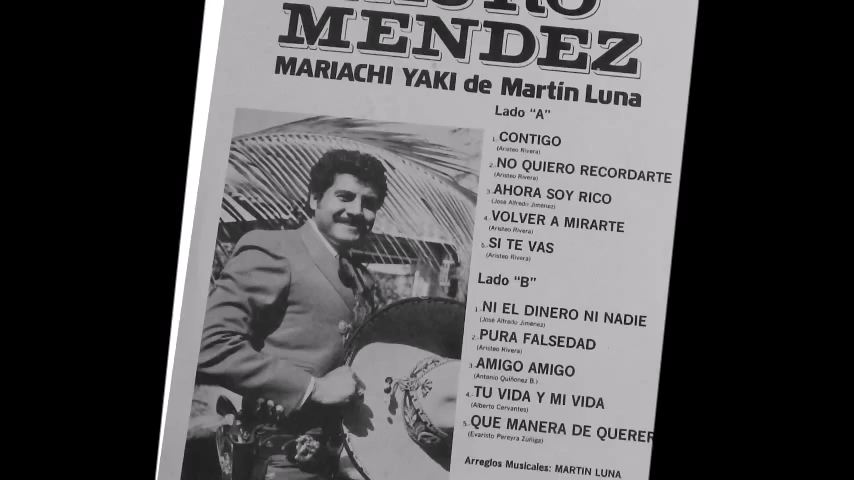 MENDEZ
MARIACHI YAKI de Martín Luna
Lado "A"
1.-CONTIGO
(Aristeo Rivera)
2.-NO QUIERO RECORDARTE
(Aristeo Rivera)
3.-AHORA SOY RICO
(José Alfredo Jiménez)
4.-VOLVER A MIRARTE
(Aristeo Rivera)
5.-SI TE VAS
(Aristeo Rivera)
Lado "B"
1.-NI EL DINERO NI NADIE
(José Alfredo Jiménez)
2.-PURA FALSEDAD
(Aristeo Rivera)
3.-AMIGO AMIGO
(Antonio Quiñonez B.)
4.-TU VIDA Y MI VIDA
(Alberto Cervantes)
5.-QUE MANERA DE QUERER
(Evaristo Pereyra Zúñiga)
Arreglos Musicales: MARTIN LUNA